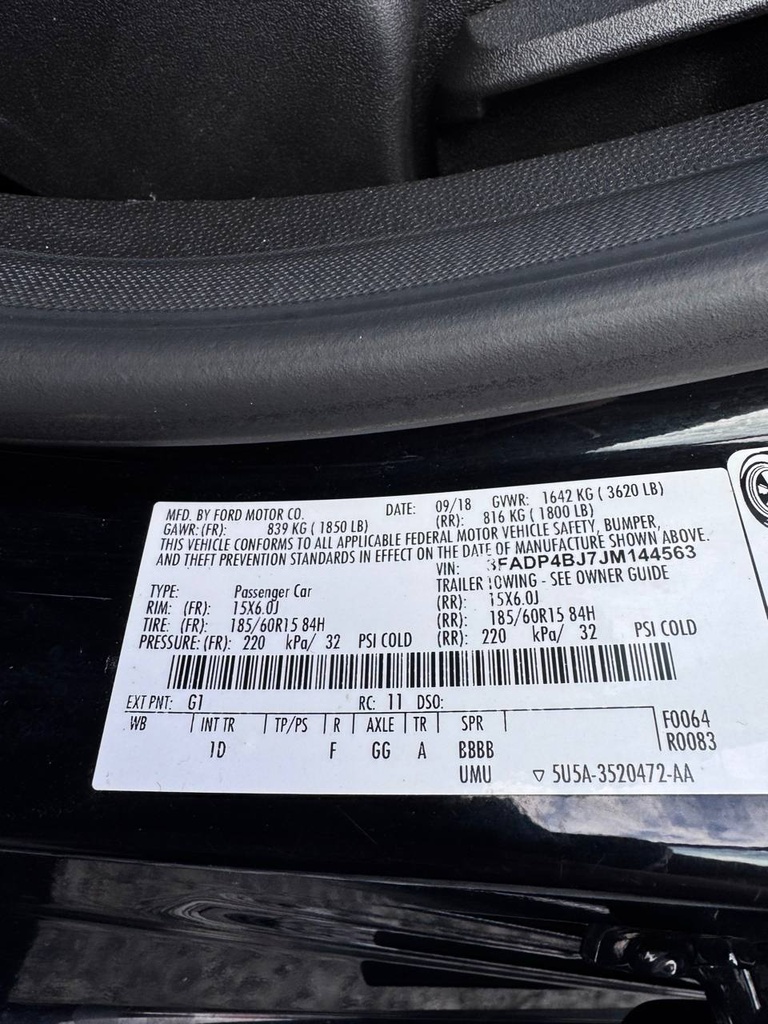 MFD. BY FORD MOTOR CO. DATE: 09/18 GVWR: 1642 KG ( 3620 LB)
GAWR: (FR): 839 KG ( 1850 LB) (RR): 816 KG ( 1800 LB)
THIS VEHICLE CONFORMS TO ALL APPLICABLE FEDERAL MOTOR VEHICLE SAFETY, BUMPER,
AND THEFT PREVENTION STANDARDS IN EFFECT ON THE DATE OF MANUFACTURE SHOWN ABOVE.
VIN: 3FADP4BJ7JM144563
TYPE: Passenger Car TRAILER TOWING - SEE OWNER GUIDE
RIM: (FR): 15X6.0J (RR): 15X6.0J
TIRE: (FR): 185/60R15 84H (RR): 185/60R15 84H
PRESSURE: (FR): 220 kPa/ 32 PSI COLD (RR): 220 kPa/ 32 PSI COLD
EXT PNT: G1 RC: 11 DSO:
WB INT TR TP/PS R AXLE TR SPR F0064
1D F GG A BBBB R0083
UMU ▽ 5U5A-3520472-AA